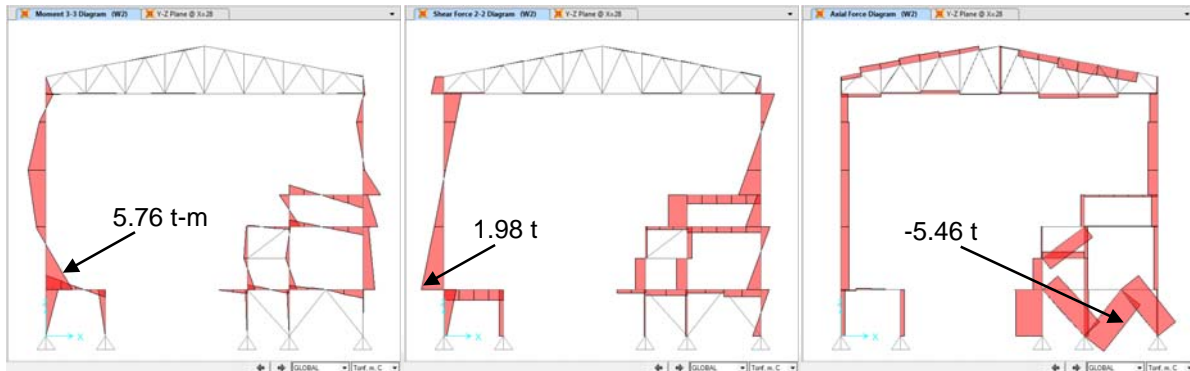 Moment 3-3 Diagram (W2)
Y-Z Plane @ X=28
Shear Force 2-2 Diagram (W2)
Y-Z Plane @ X=28
Axial Force Diagram (W2)
Y-Z Plane @ X=28
5.76 t-m
1.98 t
-5.46 t
X
X
X
GLOBAL
Tonf, m, C
GLOBAL
Tonf, m, C
GLOBAL
Tonf, m, C